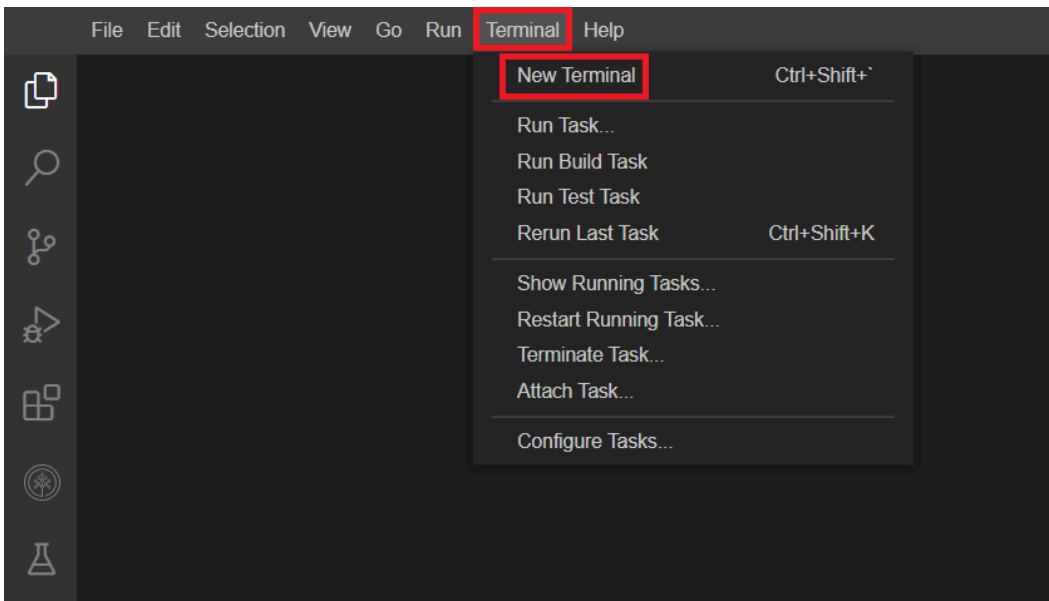 File Edit Selection View Go Run Terminal Help
New Terminal Ctrl+Shift+`
Run Task...
Run Build Task
Run Test Task
Rerun Last Task Ctrl+Shift+K
Show Running Tasks...
Restart Running Task...
Terminate Task...
Attach Task...
Configure Tasks...